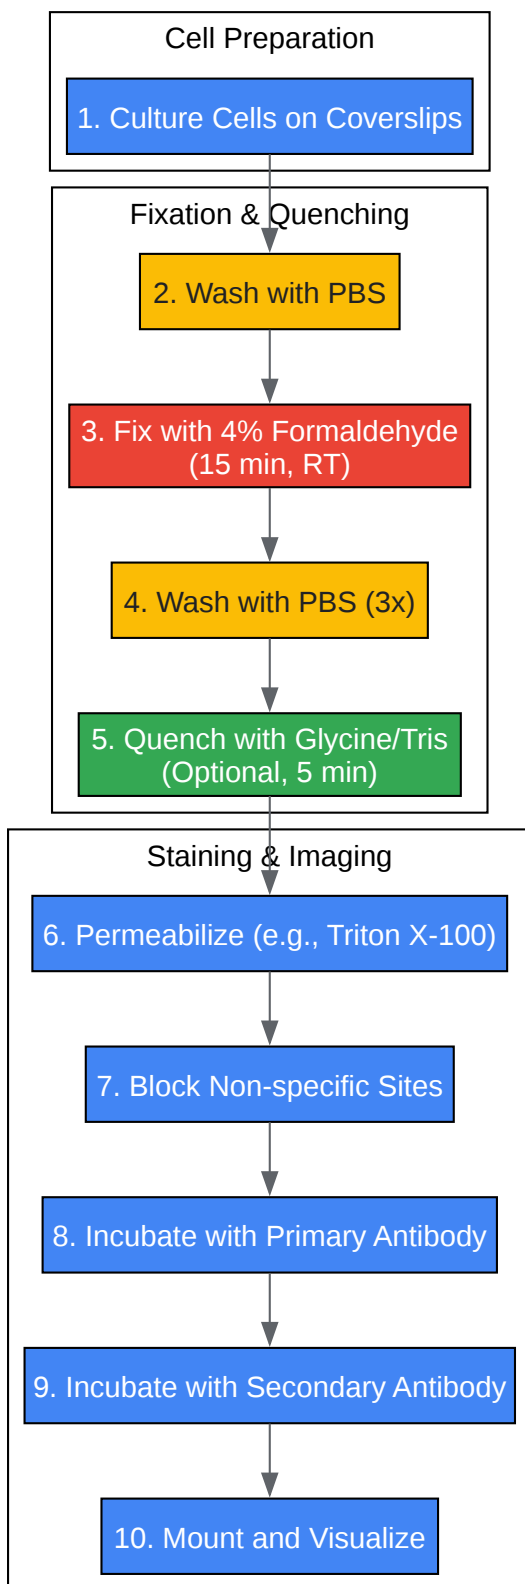 Cell Preparation
1. Culture Cells on Coverslips
Fixation & Quenching
2. Wash with PBS
3. Fix with 4% Formaldehyde
(15 min, RT)
4. Wash with PBS (3x)
5. Quench with Glycine/Tris
(Optional, 5 min)
Staining & Imaging
6. Permeabilize (e.g., Triton X-100)
7. Block Non-specific Sites
8. Incubate with Primary Antibody
9. Incubate with Secondary Antibody
10. Mount and Visualize